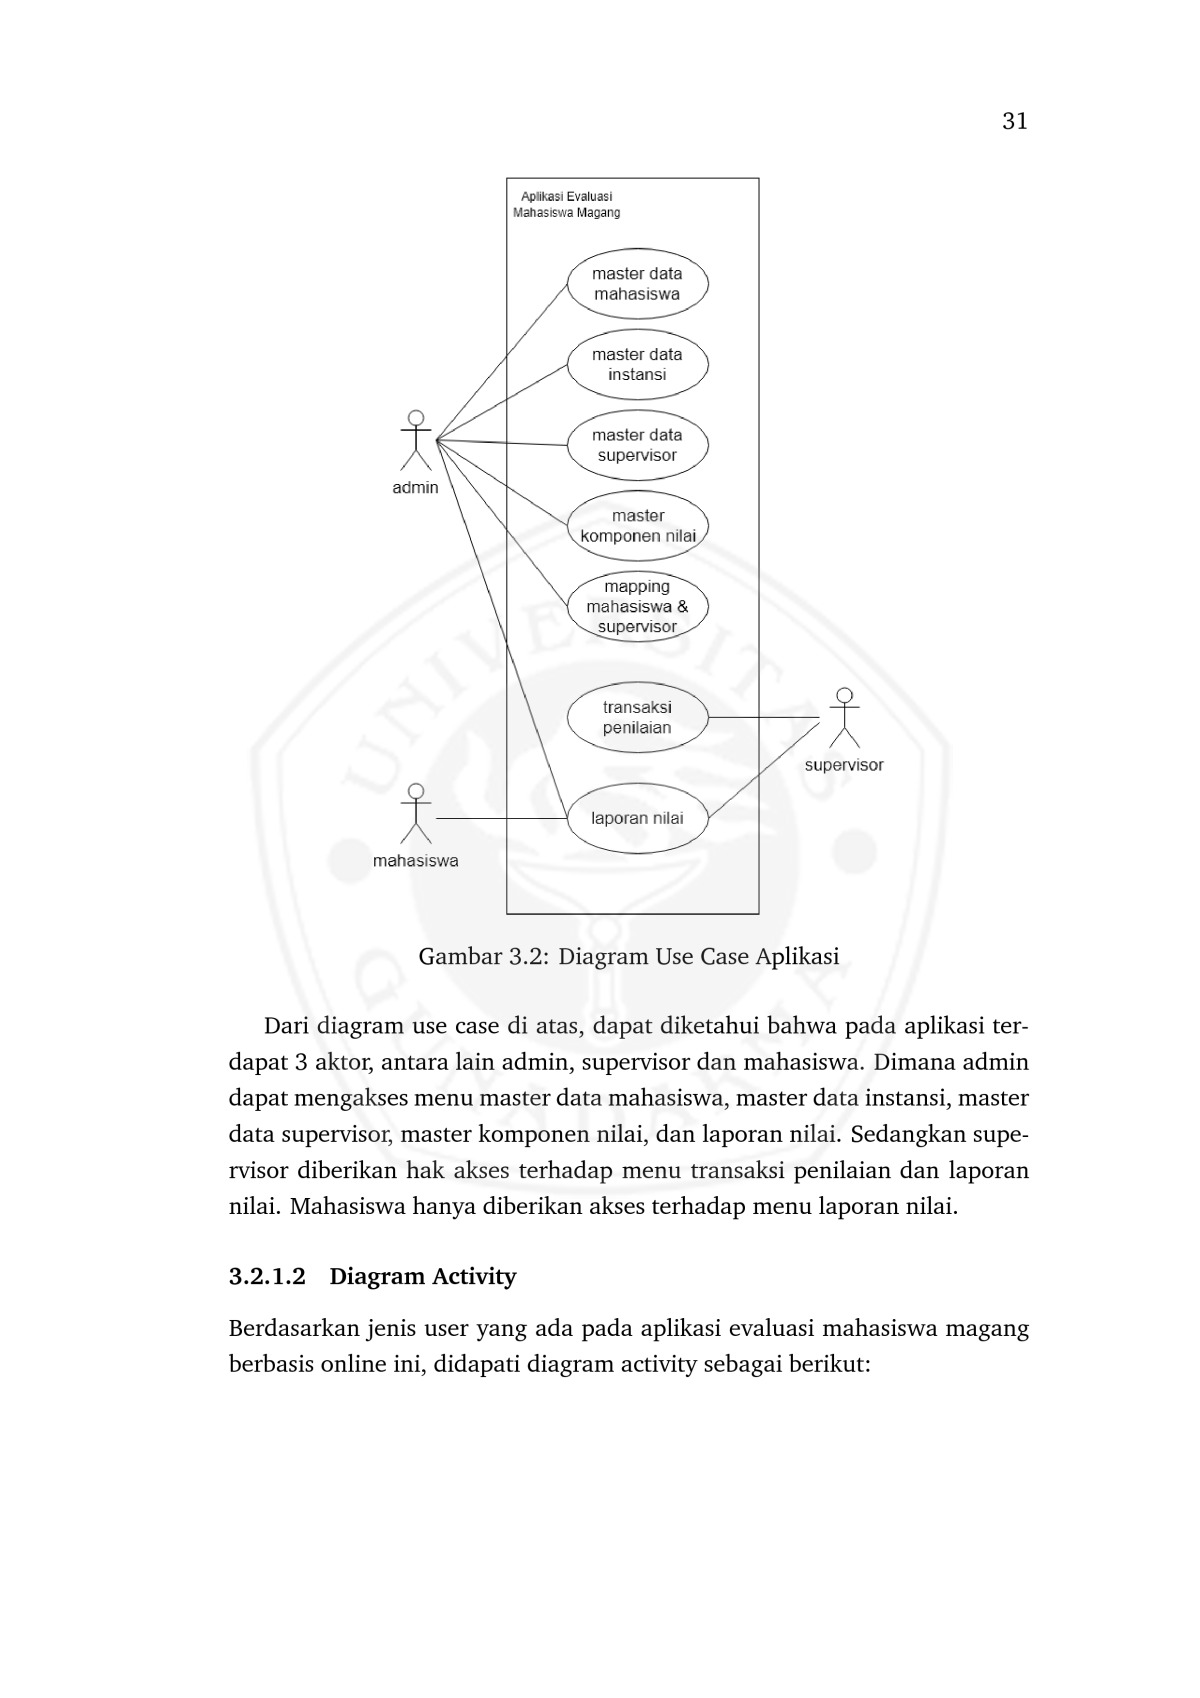 31
Aplikasi Evaluasi
Mahasiswa Magang
master data
mahasiswa
master data
instansi
master data
supervisor
admin
master
komponen nilai
mapping
mahasiswa &
supervisor
transaksi
penilaian
supervisor
laporan nilai
mahasiswa
UNIVERSITAS
GUNADARMA
Gambar 3.2: Diagram Use Case Aplikasi
Dari diagram use case di atas, dapat diketahui bahwa pada aplikasi ter-
dapat 3 aktor, antara lain admin, supervisor dan mahasiswa. Dimana admin
dapat mengakses menu master data mahasiswa, master data instansi, master
data supervisor, master komponen nilai, dan laporan nilai. Sedangkan supe-
rvisor diberikan hak akses terhadap menu transaksi penilaian dan laporan
nilai. Mahasiswa hanya diberikan akses terhadap menu laporan nilai.
3.2.1.2 Diagram Activity
Berdasarkan jenis user yang ada pada aplikasi evaluasi mahasiswa magang
berbasis online ini, didapati diagram activity sebagai berikut: